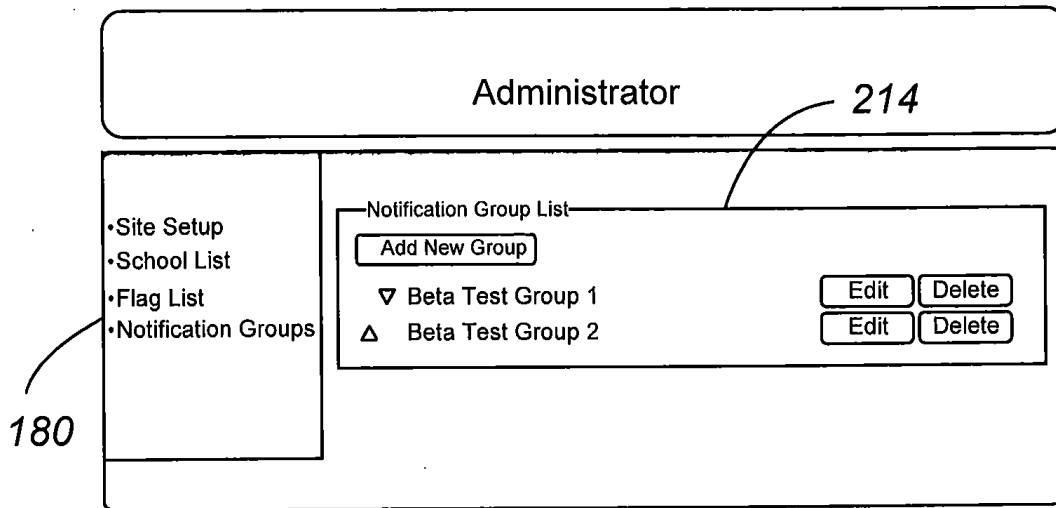 Administrator
214
•Site Setup
•School List
•Flag List
•Notification Groups
180
Notification Group List
Add New Group
▽ Beta Test Group 1 Edit Delete
△ Beta Test Group 2 Edit Delete